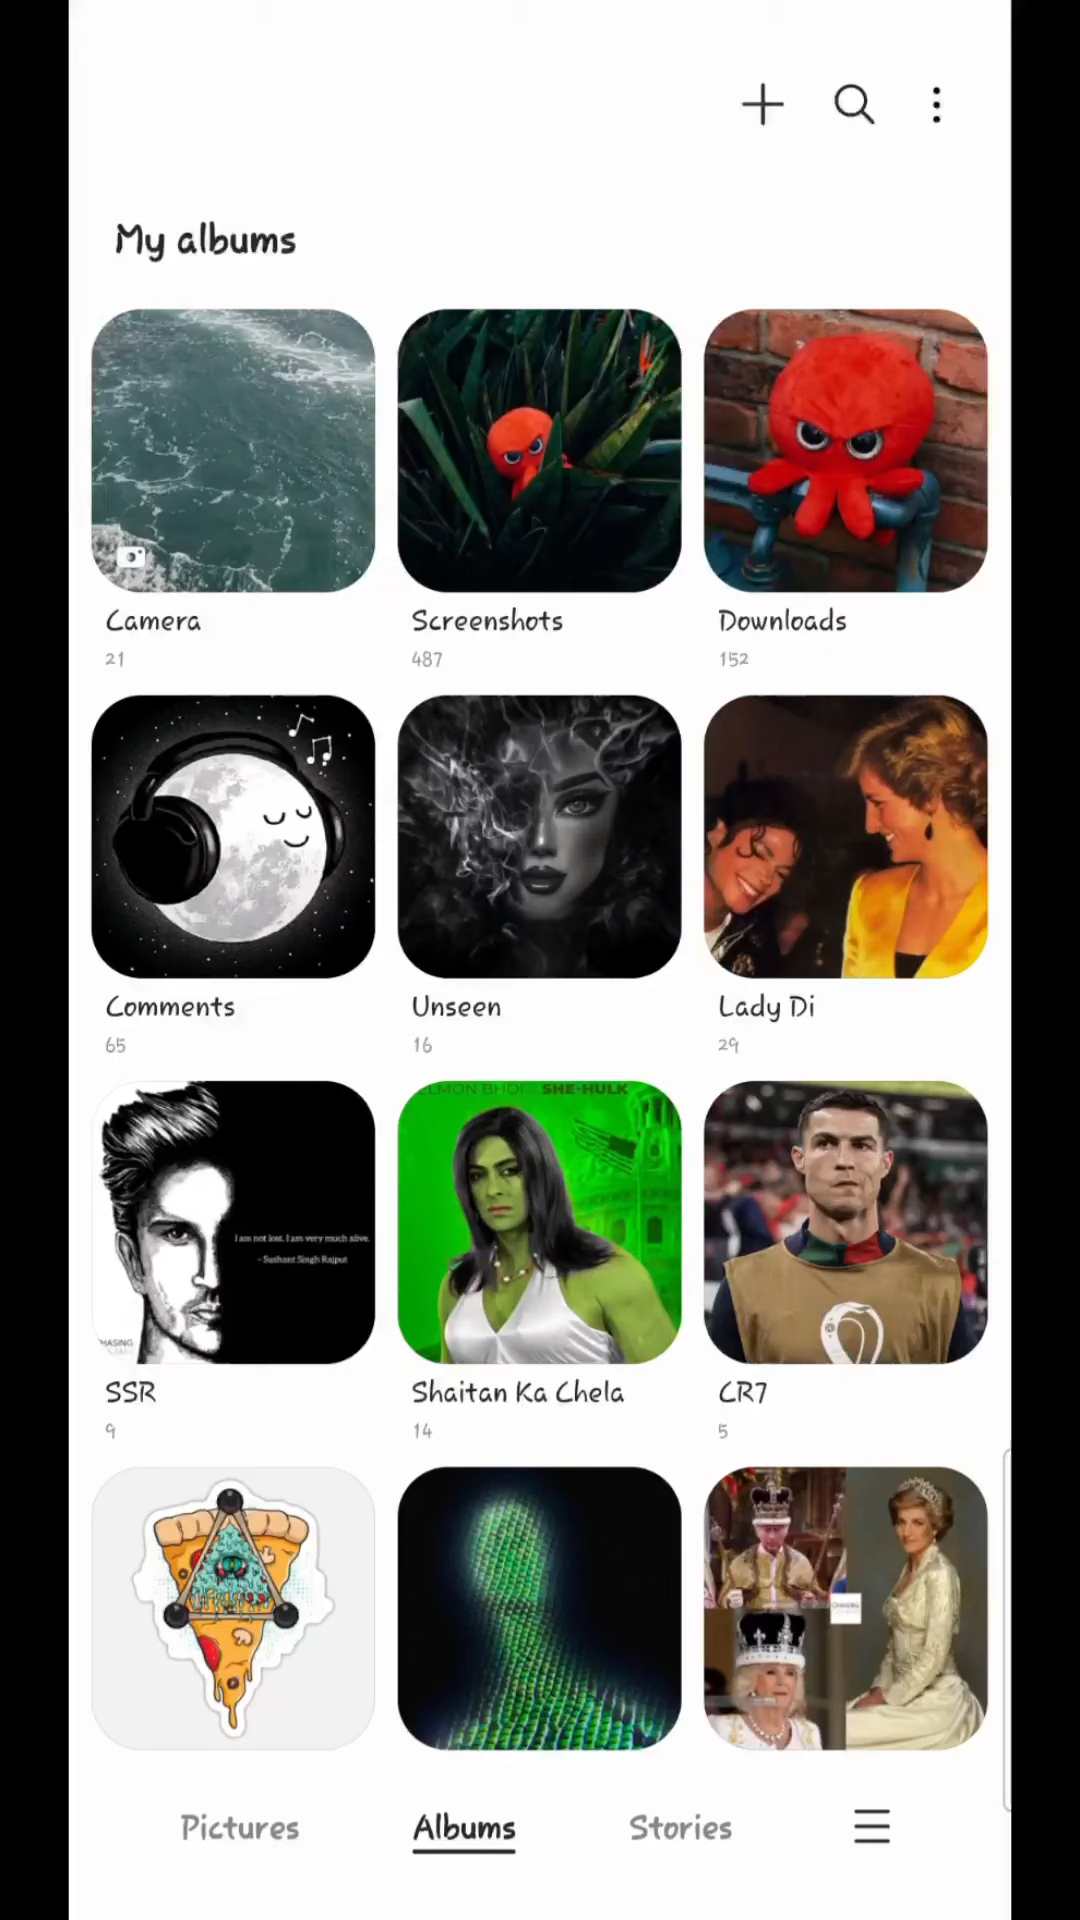 My albums
Camera
21
Screenshots
487
Downloads
152
Comments
65
Unseen
16
Lady Di
29
SHE-HULK
I am not lost. I am very much alive.
- Sushant Singh Rajput
HASING
SSR
9
Shaitan Ka Chela
14
CR7
5
Pictures
Albums
Stories